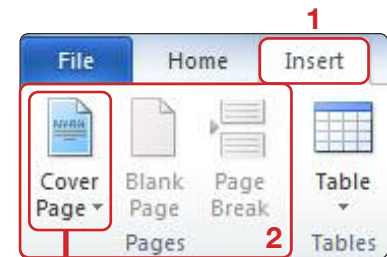 1
File Home Insert
Cover Blank Page Table
Page Page Break
Pages 2 Tables